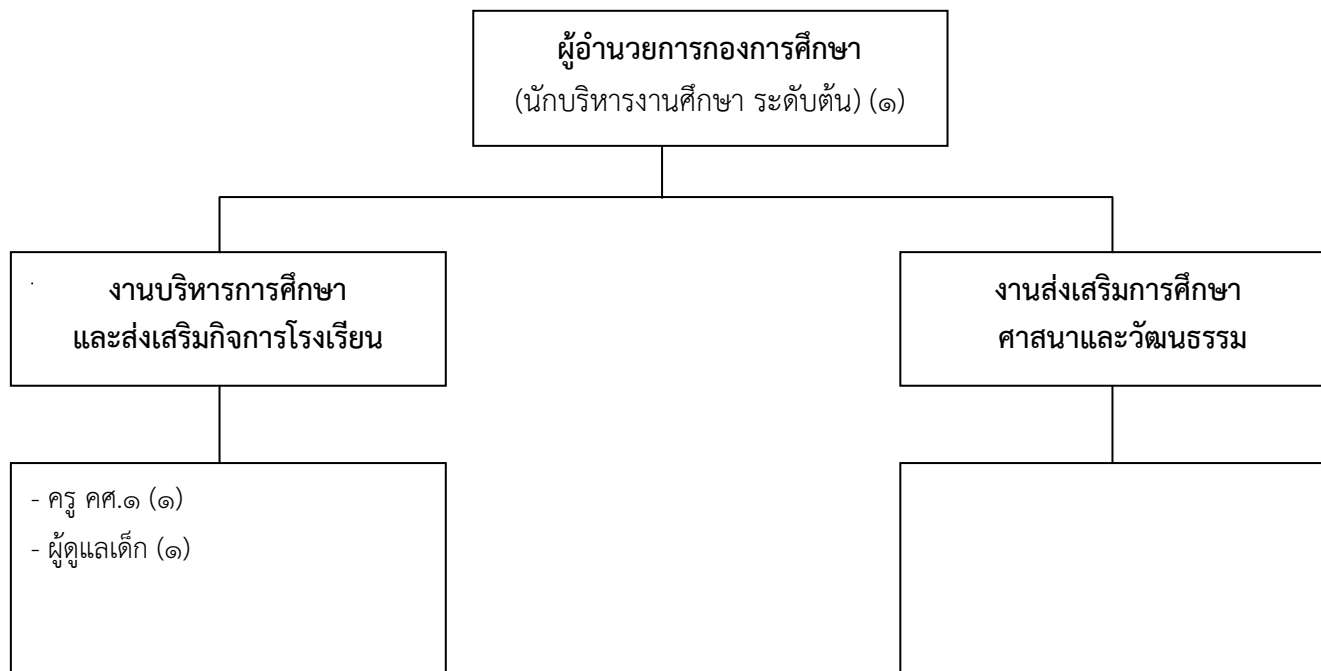 ผู้อำนวยการกองการศึกษา
(นักบริหารงานศึกษา ระดับต้น) (๑)
งานบริหารการศึกษา
และส่งเสริมกิจการโรงเรียน
งานส่งเสริมการศึกษา
ศาสนาและวัฒนธรรม
- ครู คศ.๑ (๑)
- ผู้ดูแลเด็ก (๑)